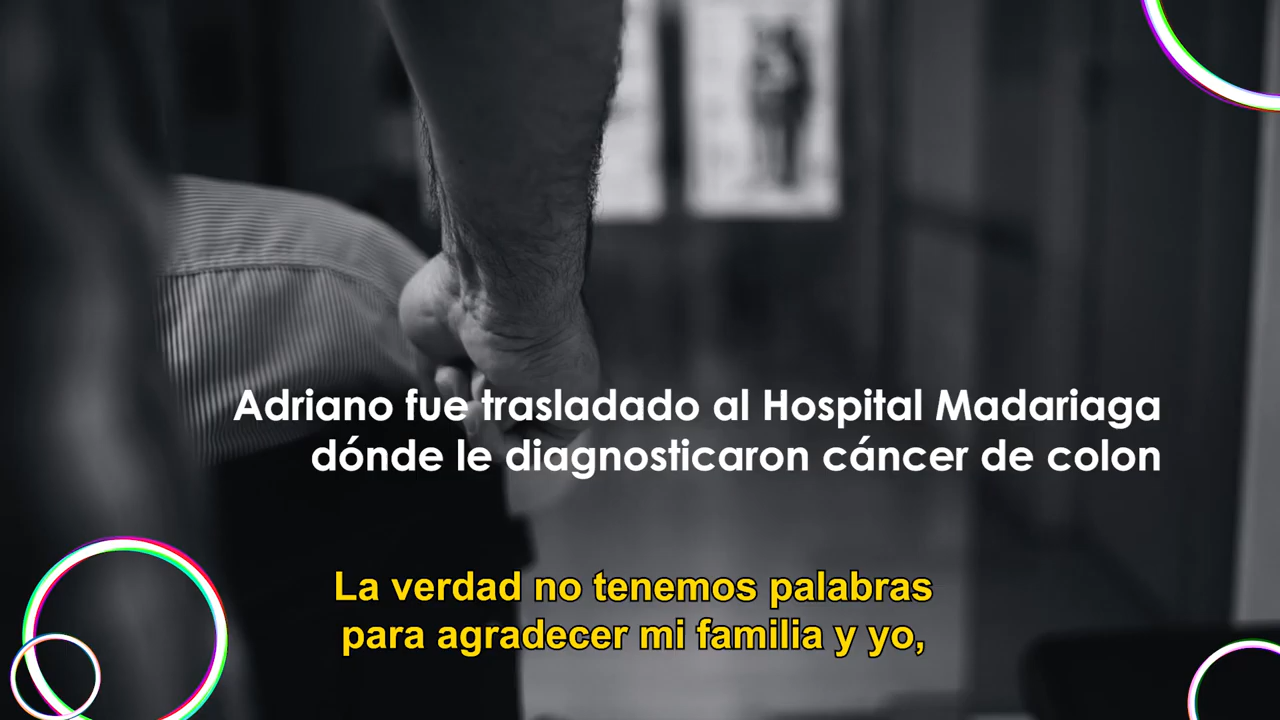 Adriano fue trasladado al Hospital Madariaga
dónde le diagnosticaron cáncer de colon
La verdad no tenemos palabras
para agradecer mi familia y yo,